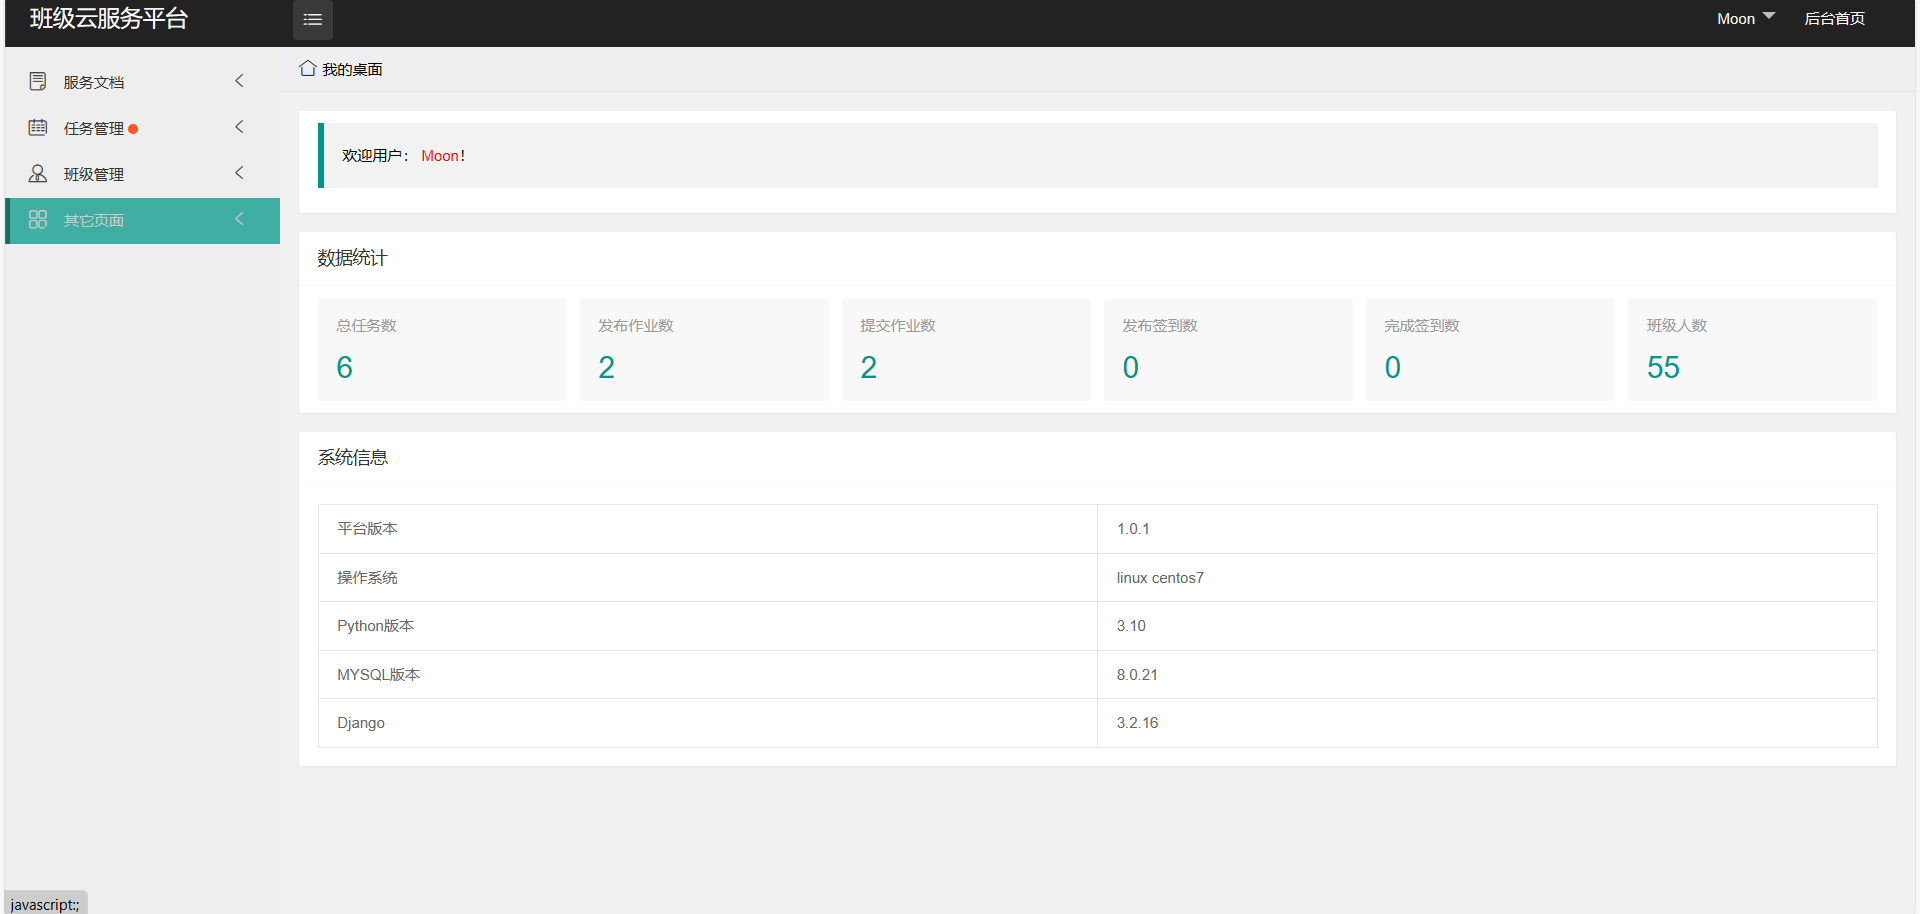 班级云服务平台
Moon
后台首页
服务文档
任务管理
班级管理
其它页面
我的桌面
欢迎用户： Moon！
数据统计
总任务数
6
发布作业数
2
提交作业数
2
发布签到数
0
完成签到数
0
班级人数
55
系统信息
平台版本 1.0.1
操作系统 linux centos7
Python版本 3.10
MYSQL版本 8.0.21
Django 3.2.16
javascript:;